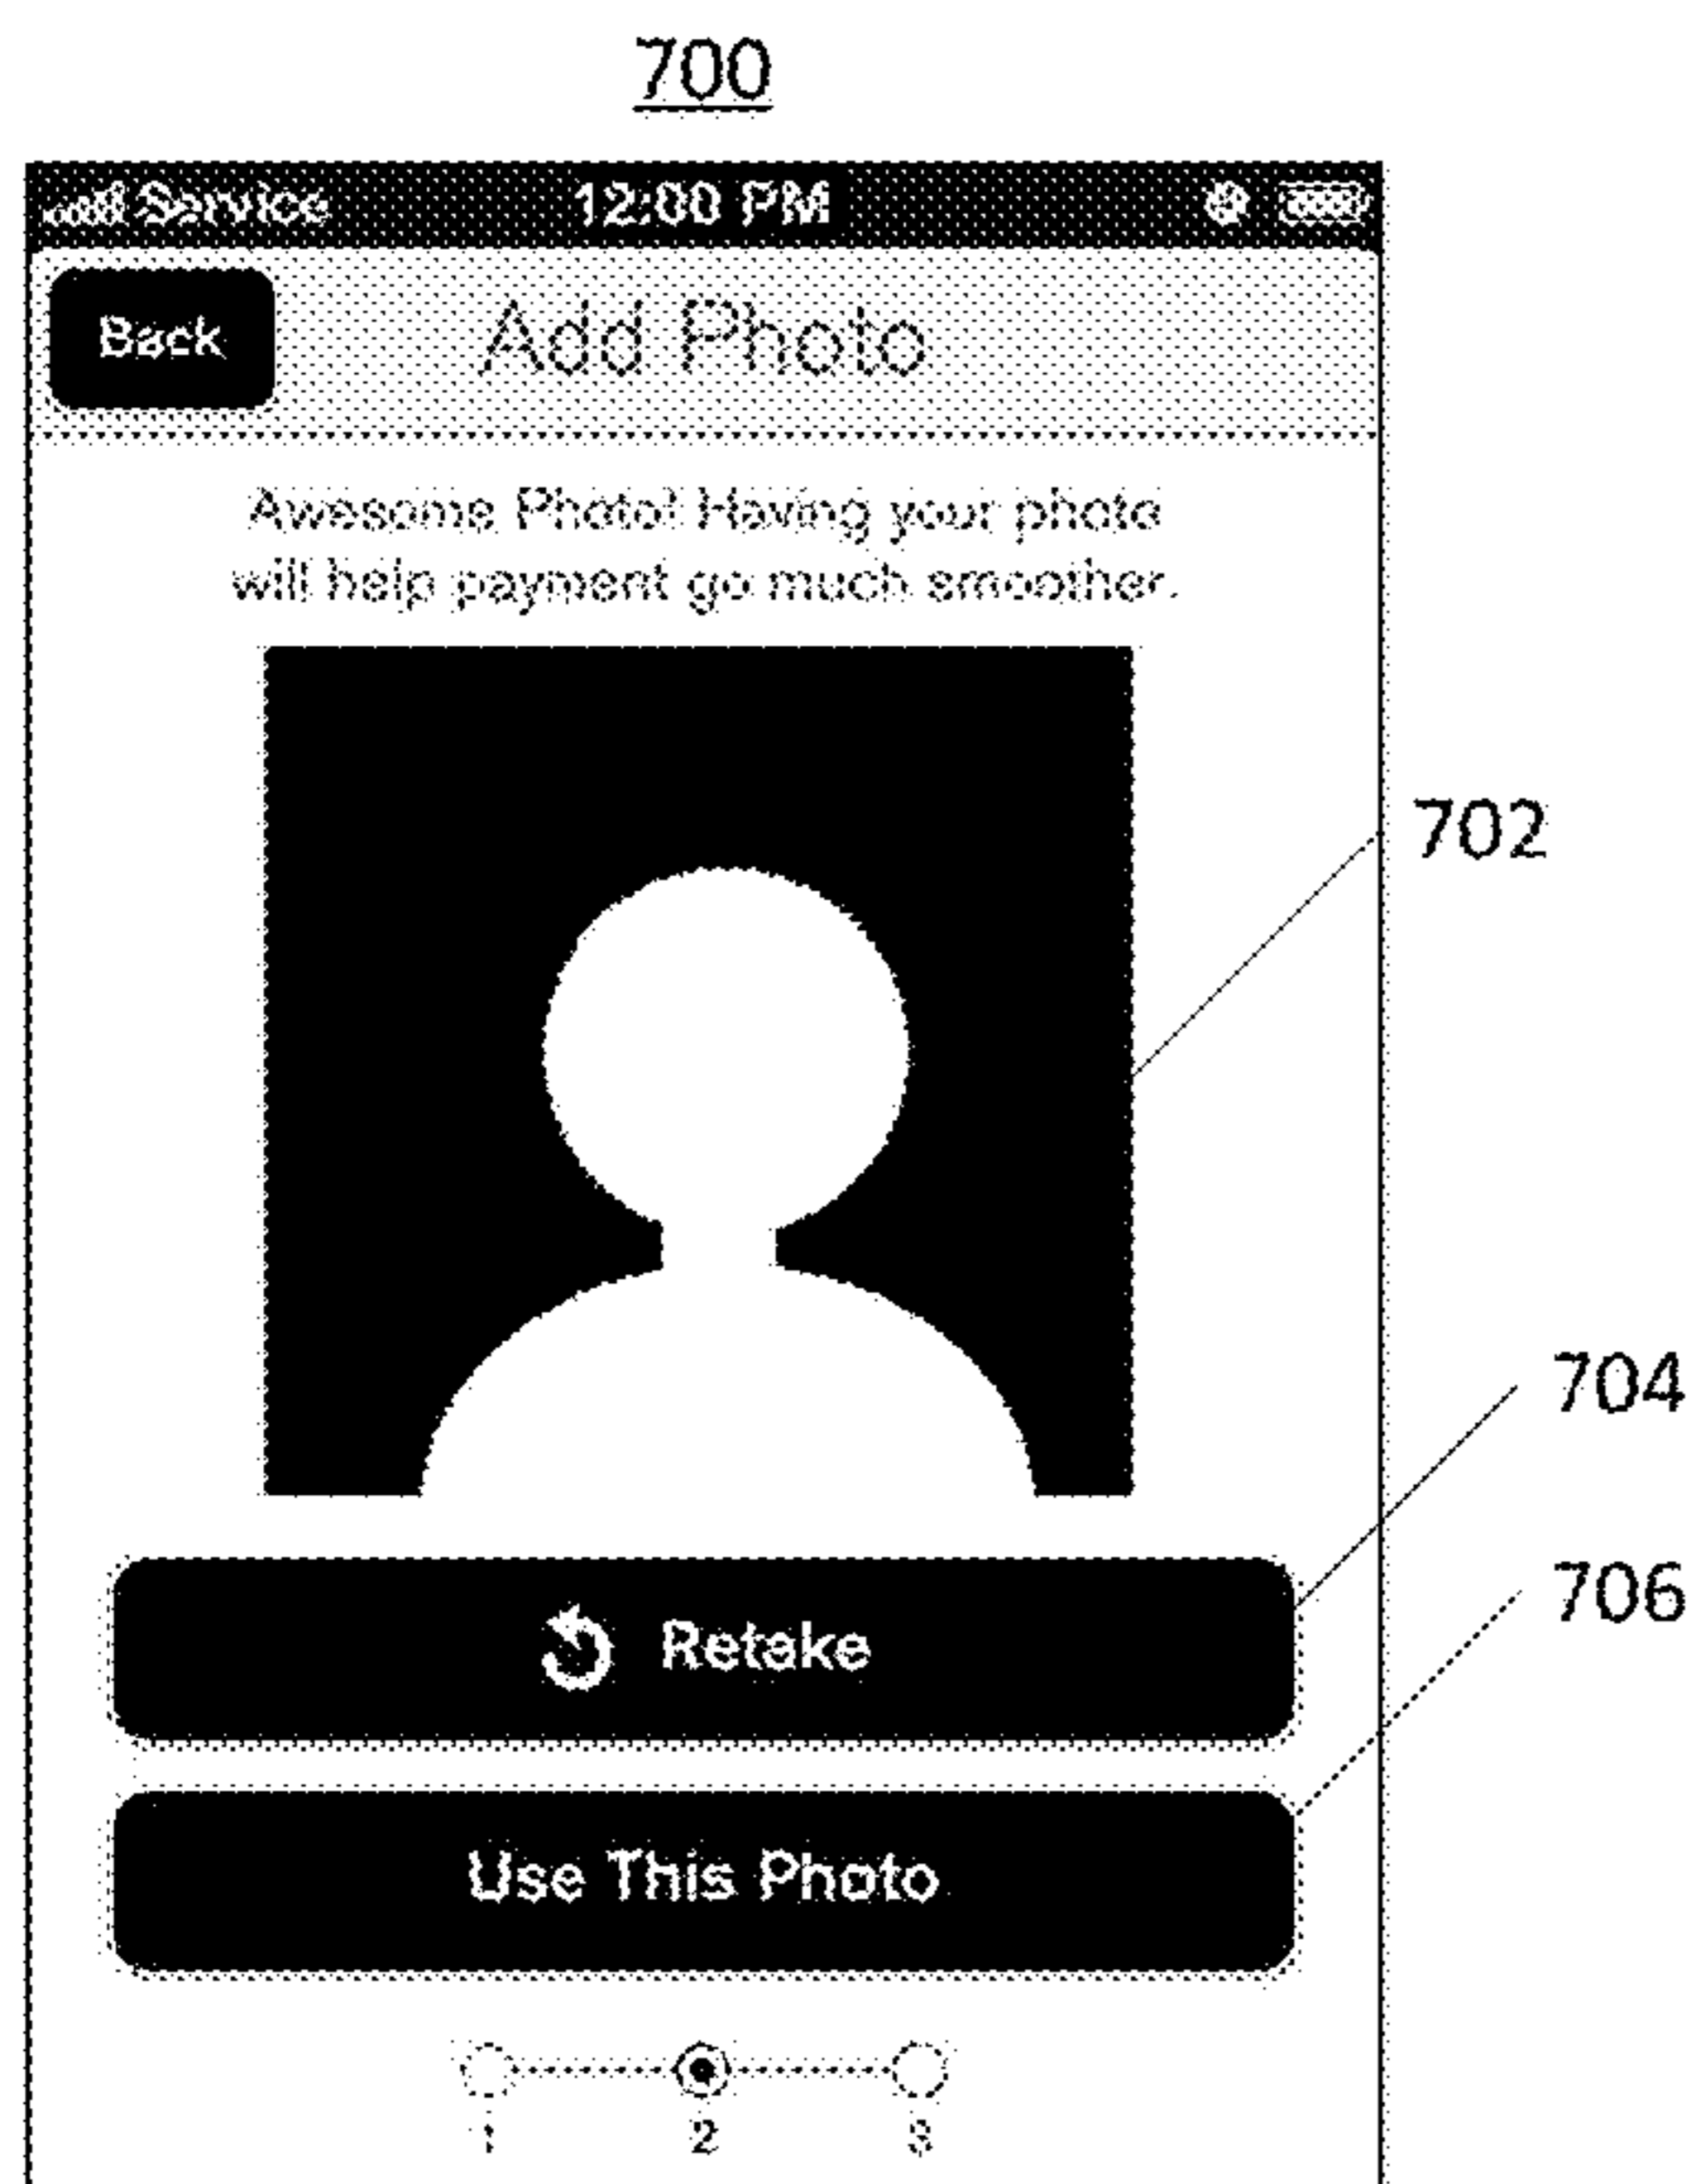 700
Service 12:00 PM
Back Add Photo
Awesome Photo! Having your photo
will help payment go much smoother.
702
704
Retake
706
Use This Photo
1 2 3